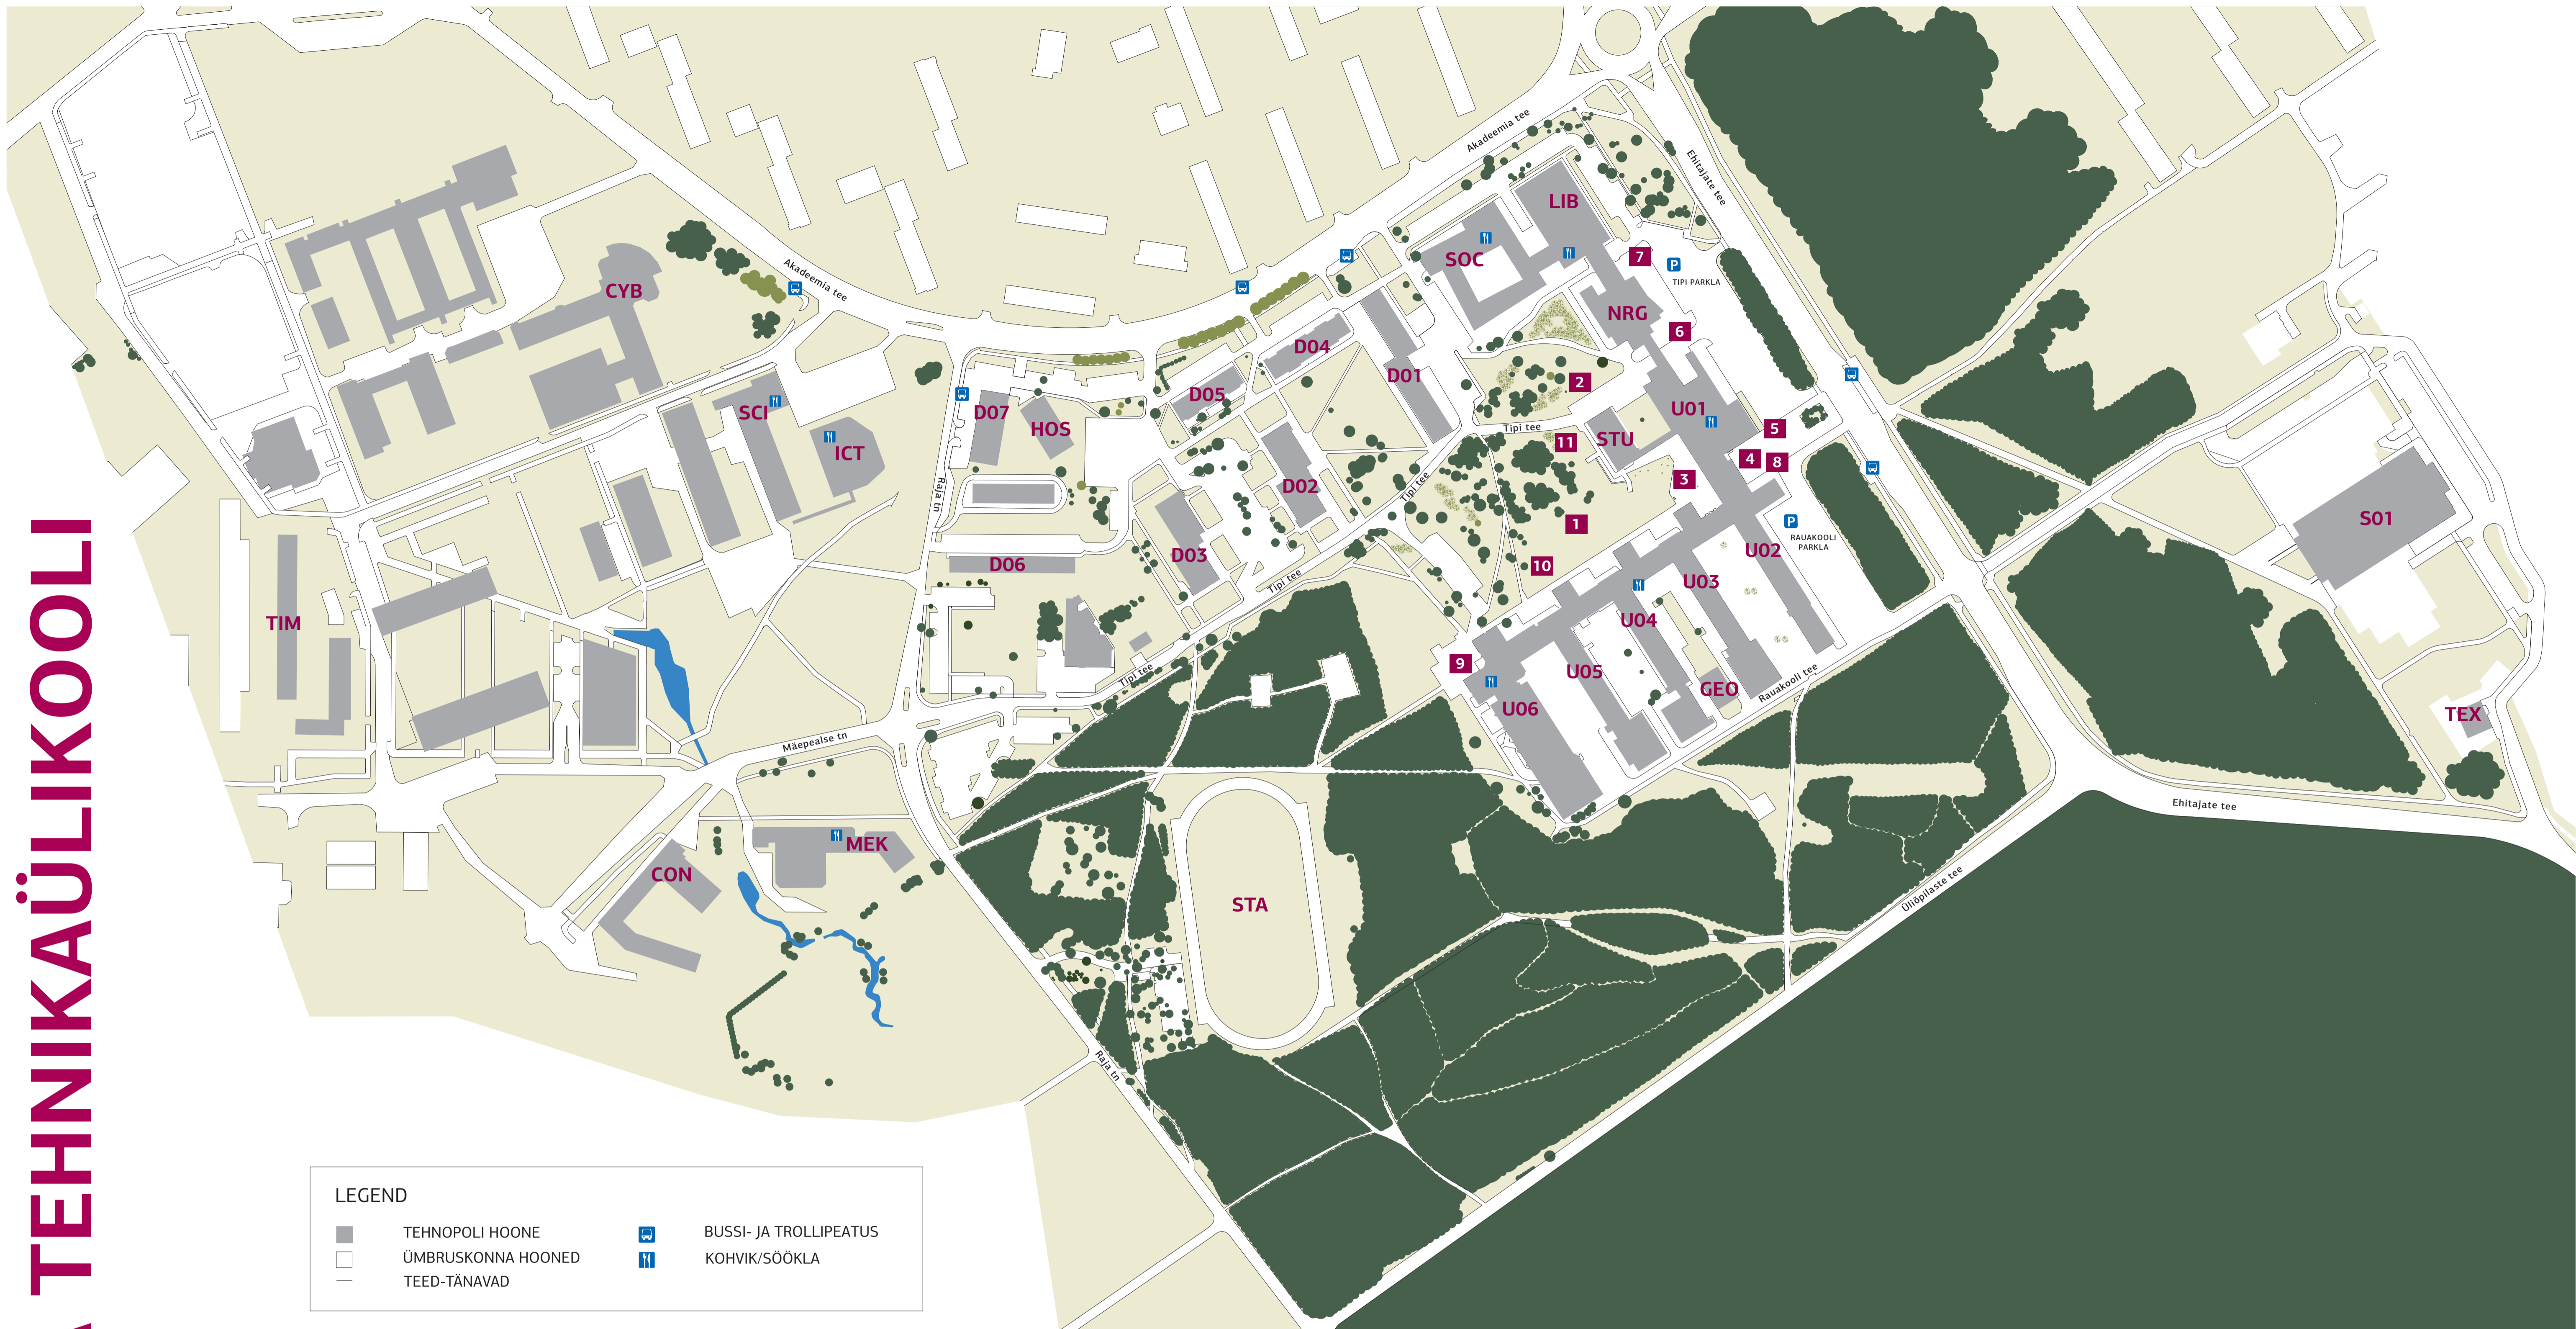 TEHNIKAÜLIKOOLI
Akadeemia tee
Ehitajate tee
LIB
SOC
7
P
TIPI PARKLA
CYB
Akadeemia tee
NRG
6
D04
D01
2
D05
SCI
D07
HOS
U01
Tipi tee
5
ICT
STU
11
4
8
3
D02
Tipi tee
Raja tn
S01
1
P
RAUAKOOLI
PARKLA
D03
U02
D06
10
Tipi tee
U03
TIM
U04
9
U05
Tipi tee
Rauakooli tee
GEO
U06
TEX
Mäepealse tn
Ehitajate tee
MEK
CON
Üliõpilaste tee
STA
Raja tn
LEGEND
TEHNOPOLI HOONE
BUSSI- JA TROLLIPEATUS
ÜMBRUSKONNA HOONED
KOHVIK/SÖÖKLA
TEED-TÄNAVAD